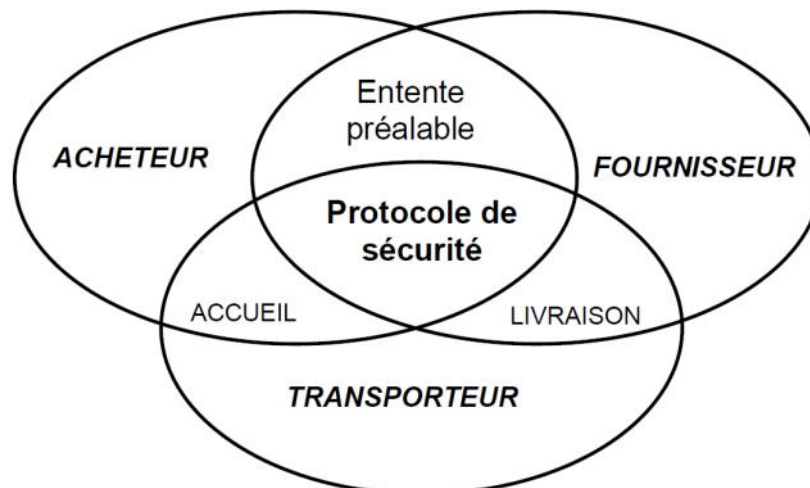 Entente
préalable
ACHETEUR
FOURNISSEUR
Protocole de
sécurité
ACCUEIL
LIVRAISON
TRANSPORTEUR